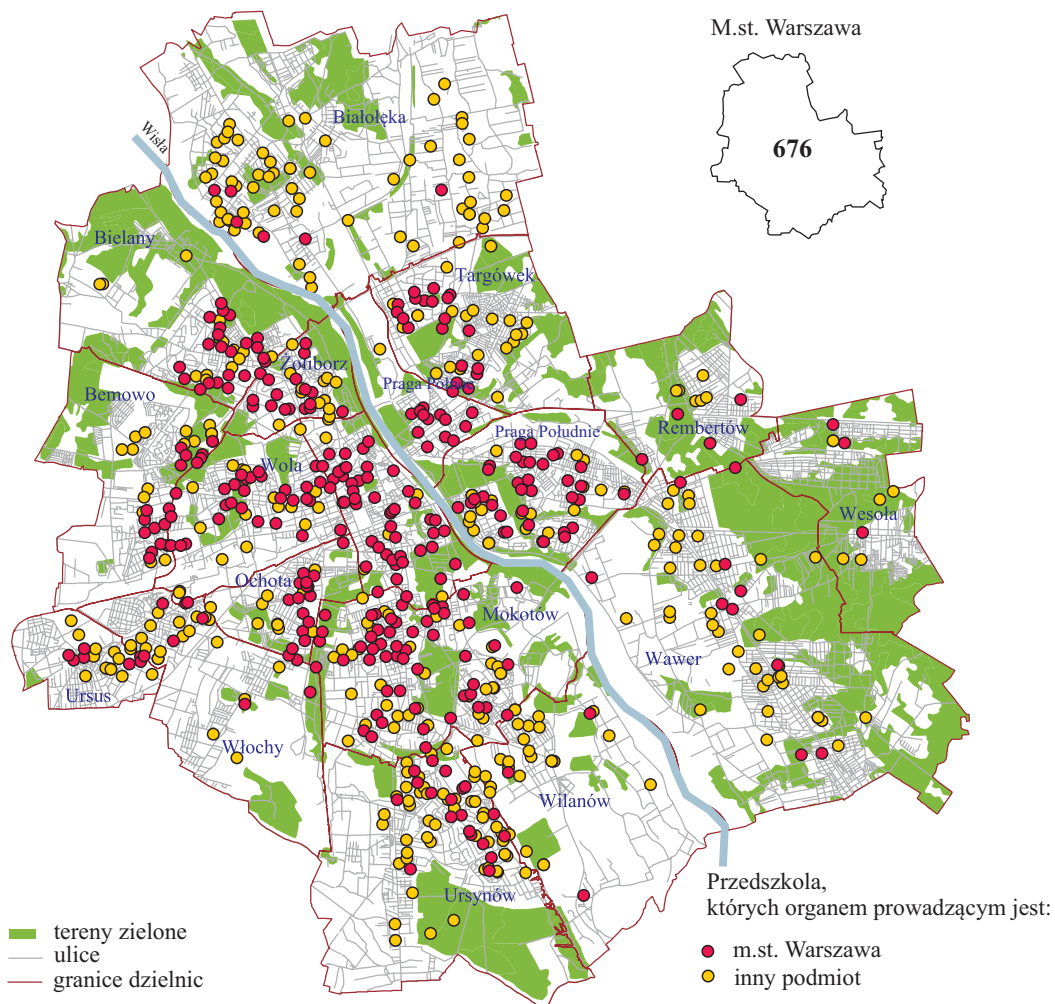 M.st. Warszawa
676
Wisła
Białołęka
Bielany
Targówek
Żoliborz
Praga Północ
Bemowo
Rembertów
Praga Południe
Wola
Wesoła
Ochota
Mokotów
Wawer
Ursus
Włochy
Wilanów
Ursynów
Przedszkola,
których organem prowadzącym jest:
m.st. Warszawa
inny podmiot
tereny zielone
ulice
granice dzielnic